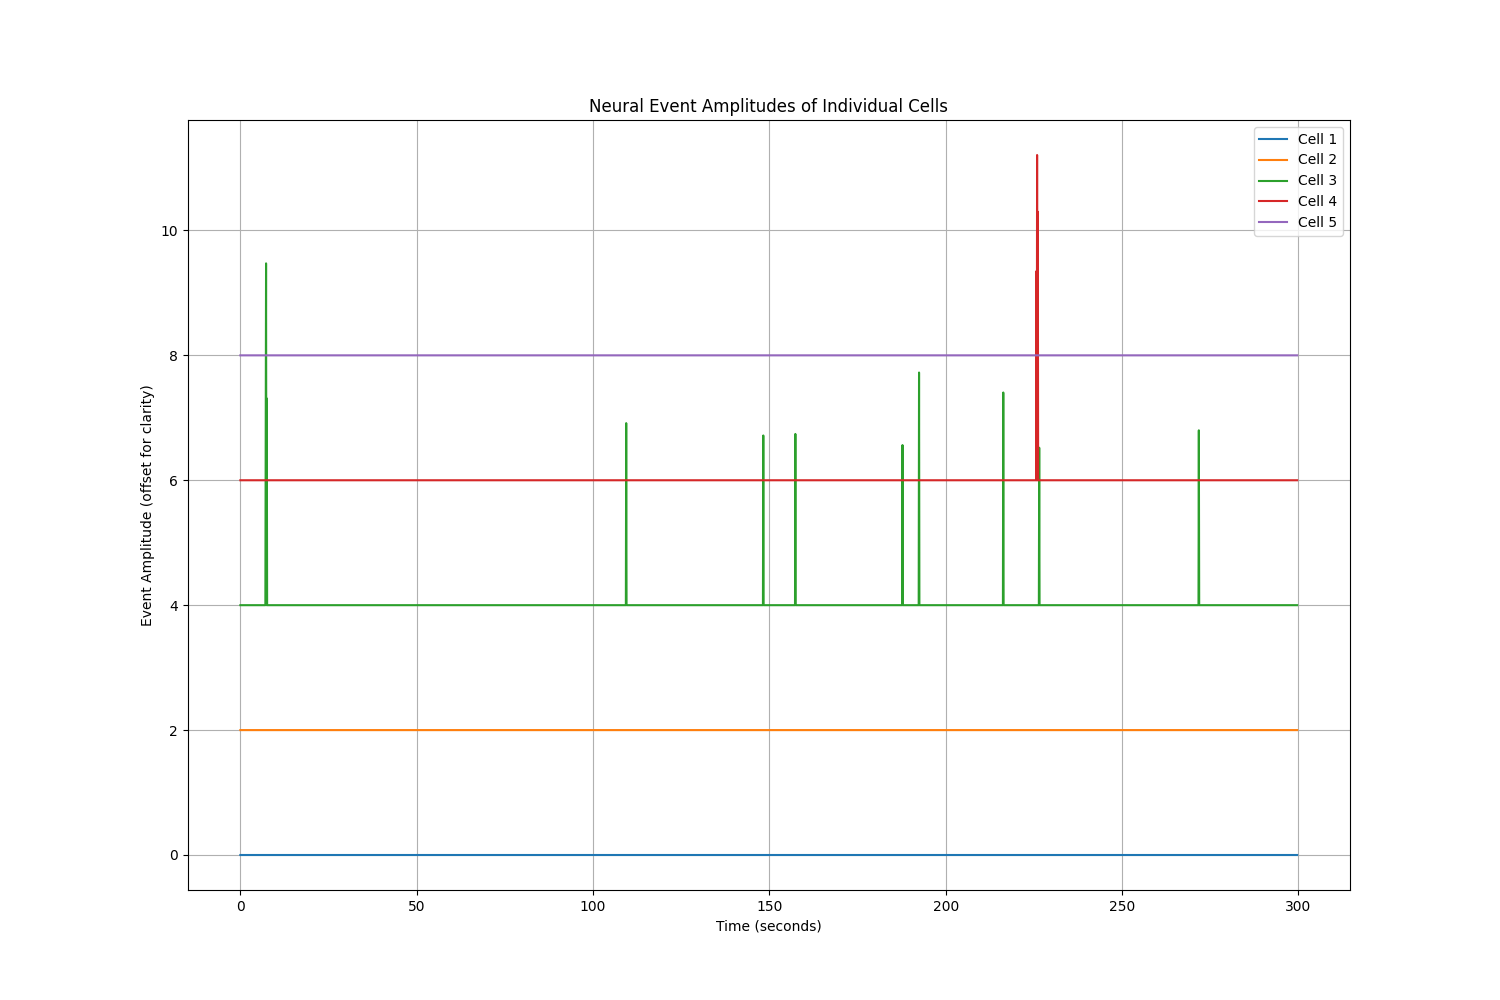 Neural Event Amplitudes of Individual Cells
Cell 1
Cell 2
Cell 3
Cell 4
Cell 5
Event Amplitude (offset for clarity)
10
8
6
4
2
0
0 50 100 150 200 250 300
Time (seconds)